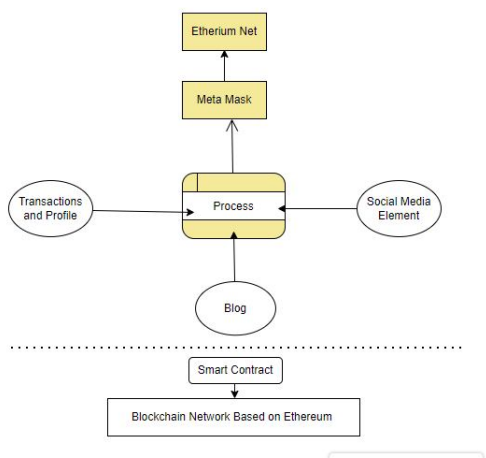 Etherium Net
Meta Mask
Transactions
and Profile
Process
Social Media
Element
Blog
Smart Contract
Blockchain Network Based on Ethereum